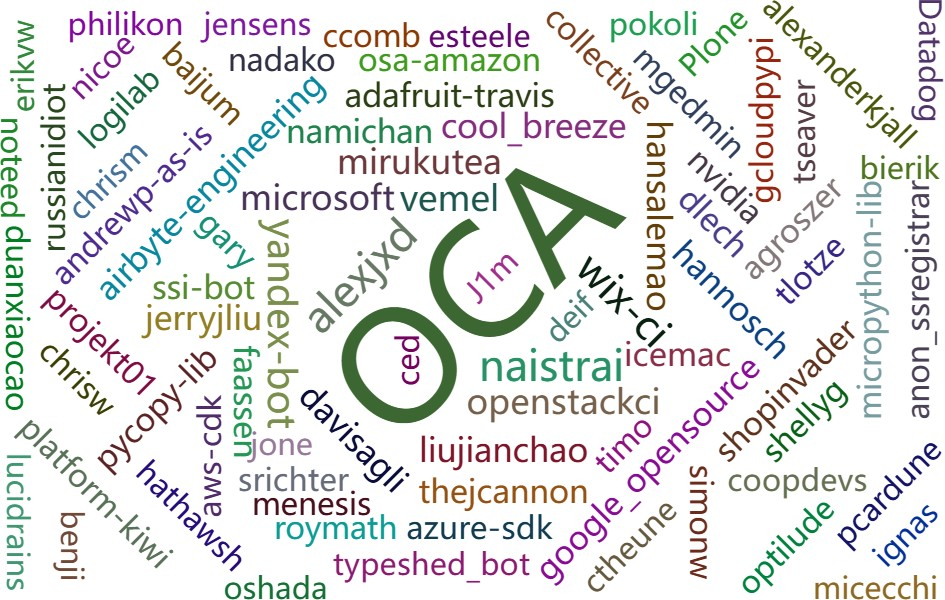 philikon
jensens
ccomb
esteele
collective
pokoli
Plone
alexanderkjall
Datadog
erikvw
nicoe
baijum
nadako
osa-amazon
mgedmin
gcloudpypi
tseaver
russianidiot
logilab
adafruit-travis
noteed
chrism
andrewp-as-is
airbyte-engineering
namichan
cool_breeze
hansalemao
nvidia
bierik
mirukutea
microsoft
vemel
OCA
dlech
agroszer
micropython-lib
anon_ssregistrar
duanxiaocao
gary
yandex-bot
alexjxd
J1m
wix-ci
hannosch
tlotze
ssi-bot
jerryjliu
deif
projekt01
faassen
ced
naistrai
icemac
chrisw
pycopy-lib
aws-cdk
jone
davisagli
openstackci
google_opensource
shopinvader
shellyg
platform-kiwi
liujianchao
timo
lucidrains
hathawsh
srichter
menesis
thejcannon
simonw
coopdevs
pcardune
benji
roymath
azure-sdk
ctheune
optilude
ignas
typeshed_bot
oshada
micecchi